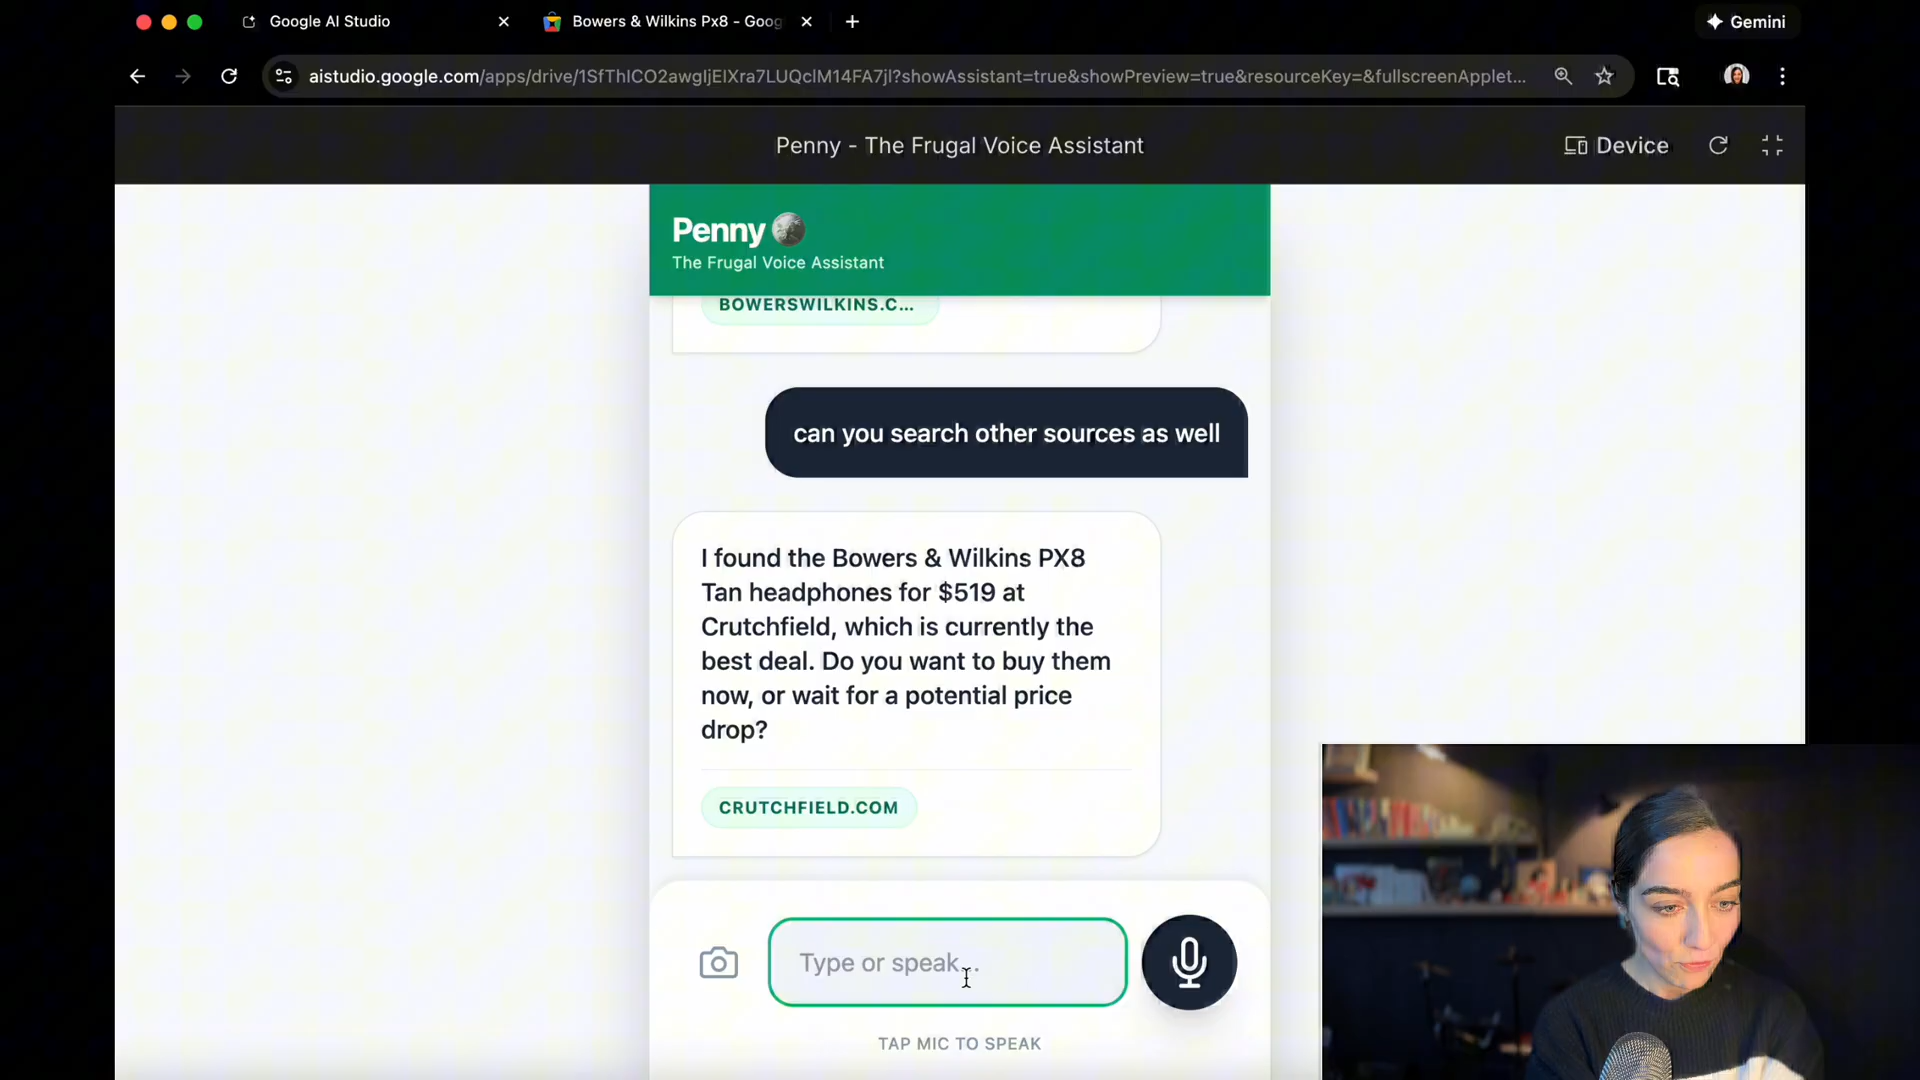 Google AI Studio
Bowers & Wilkins Px8 - Goog
Gemini
aistudio.google.com/apps/drive/1SfThlCO2awgIjEIXra7LUQclM14FA7jl?showAssistant=true&showPreview=true&resourceKey=&fullscreenApplet...
Penny - The Frugal Voice Assistant
Device
Penny
The Frugal Voice Assistant
BOWERSWILKINS.C...
can you search other sources as well
I found the Bowers & Wilkins PX8
Tan headphones for $519 at
Crutchfield, which is currently the
best deal. Do you want to buy them
now, or wait for a potential price
drop?
CRUTCHFIELD.COM
Type or speak...
TAP MIC TO SPEAK